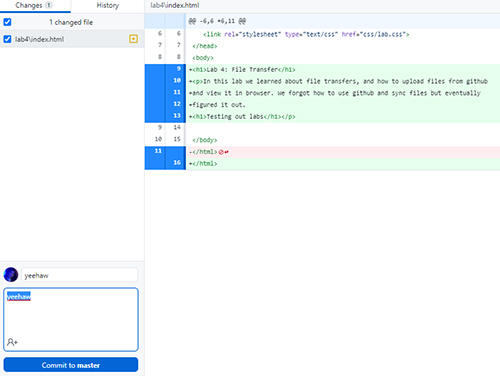 Changes 1 History
1 changed file
lab4\index.html
yeehaw
yeehaw
Commit to master
lab4\index.html
@@ -6,6 +6,11 @@
6 6 <link rel="stylesheet" type="text/css" href="css/lab.css">
7 7 </head>
8 8 <body>
9 +<h1>Lab 4: File Transfer</h1>
10 +<p>In this lab we learned about file transfers, and how to upload files from github
11 +and view it in browser. We forgot how to use github and sync files but eventually
12 +figured it out.
13 +<h1>Testing out labs</h1></p>
9 14
10 15 </body>
11 -</html>
16 +</html>